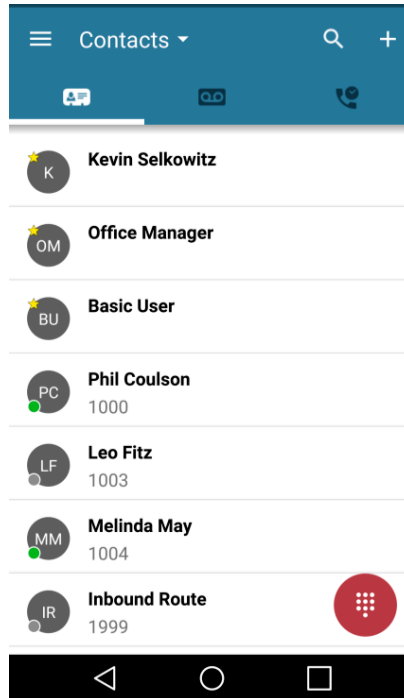 Contacts
K
Kevin Selkowitz
OM
Office Manager
BU
Basic User
PC
Phil Coulson
1000
LF
Leo Fitz
1003
MM
Melinda May
1004
IR
Inbound Route
1999